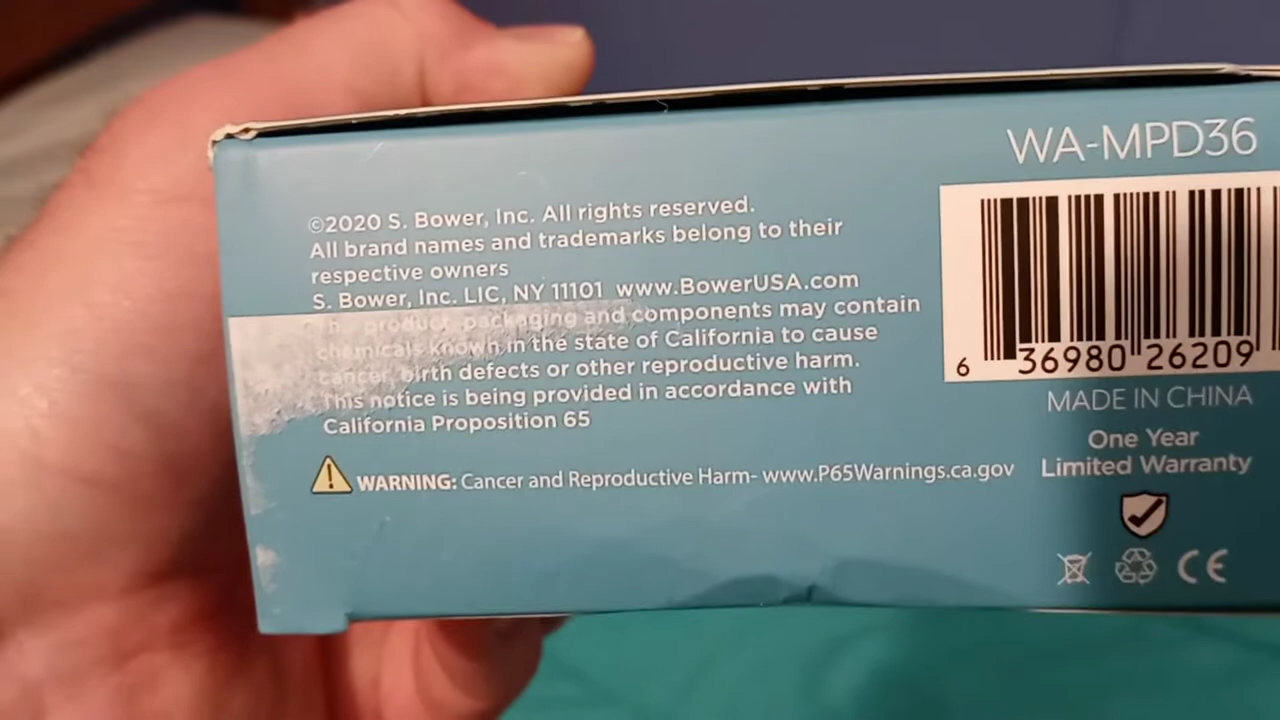 WA-MPD36
©2020 S. Bower, Inc. All rights reserved.
All brand names and trademarks belong to their
respective owners
S. Bower, Inc. LIC, NY 11101 www.BowerUSA.com
The product, packaging and components may contain
chemicals known in the state of California to cause
cancer, birth defects or other reproductive harm.
This notice is being provided in accordance with
California Proposition 65
WARNING: Cancer and Reproductive Harm- www.P65Warnings.ca.gov
6 36980 26209
MADE IN CHINA
One Year
Limited Warranty
CE